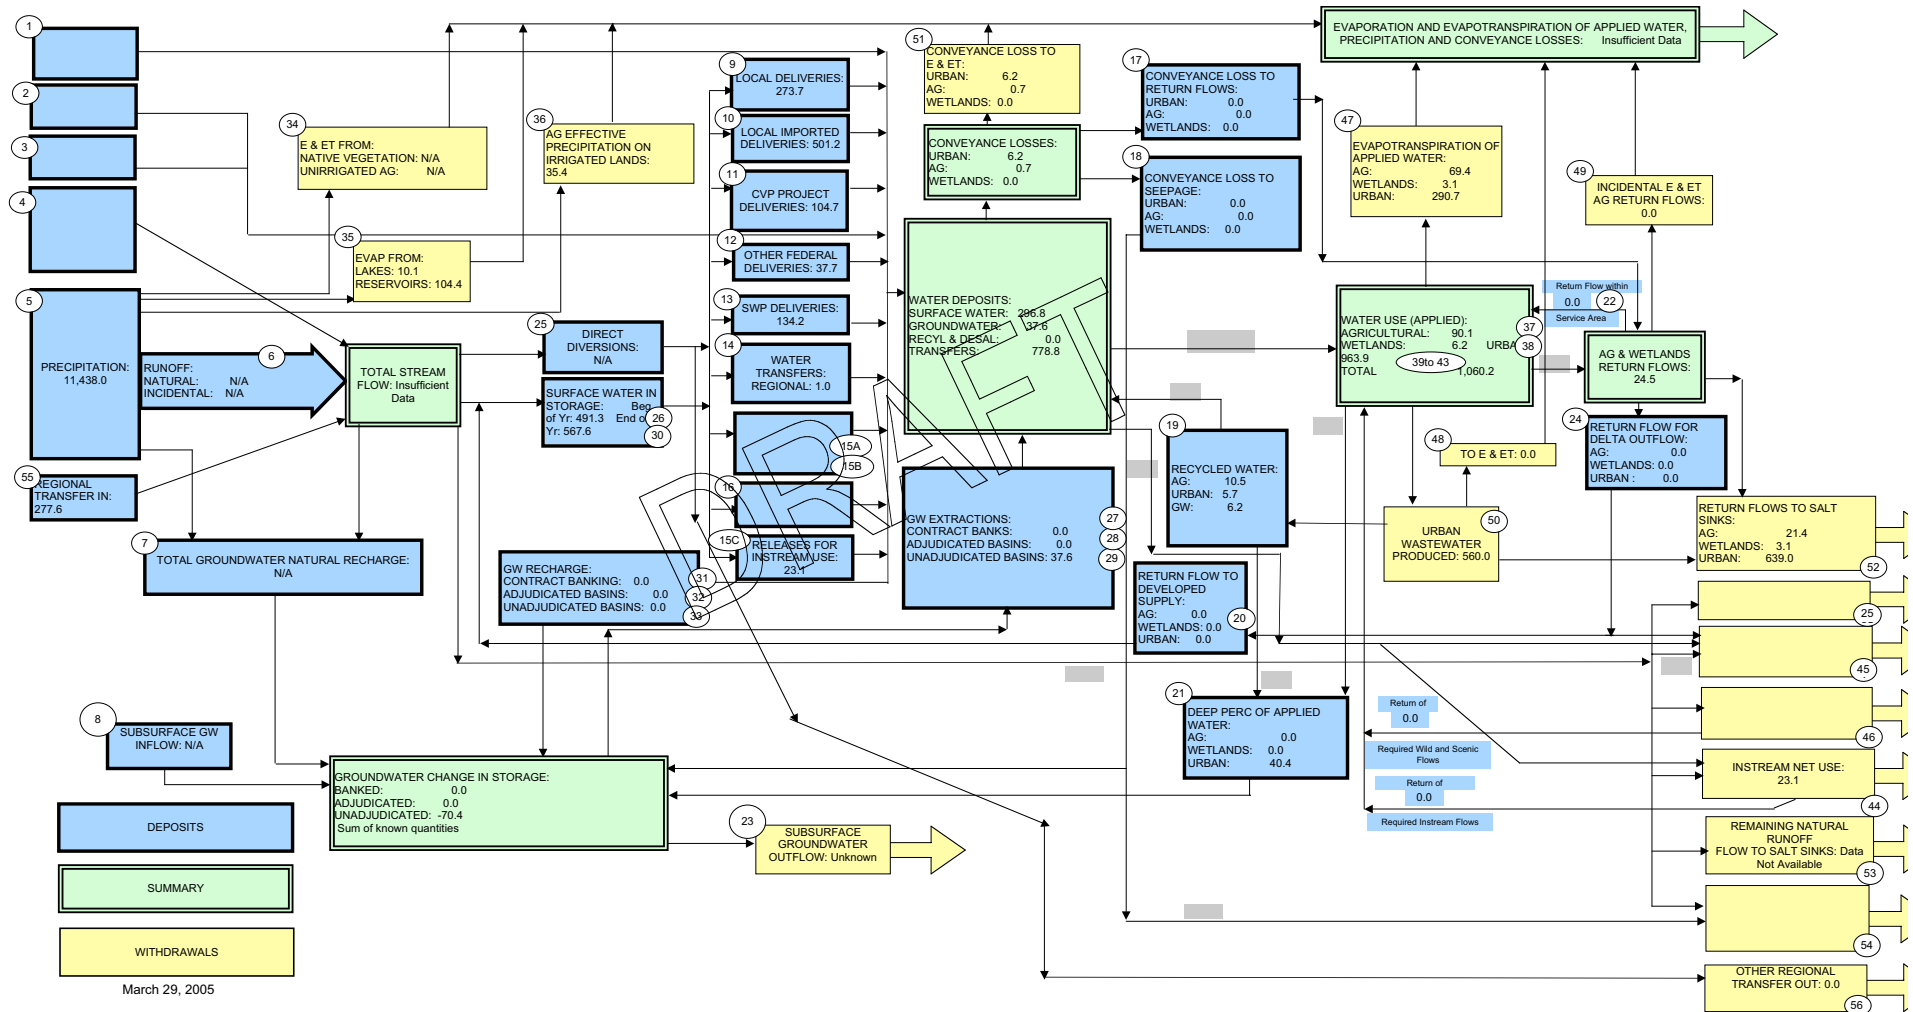 1
2
3
4
5
PRECIPITATION:
11,438.0
6
RUNOFF:
NATURAL: N/A
INCIDENTAL: N/A
55
REGIONAL
TRANSFER IN:
277.6
7
TOTAL GROUNDWATER NATURAL RECHARGE:
N/A
8
SUBSURFACE GW
INFLOW: N/A
DEPOSITS
SUMMARY
WITHDRAWALS
March 29, 2005
34
E & ET FROM:
NATIVE VEGETATION: N/A
UNIRRIGATED AG: N/A
35
EVAP FROM:
LAKES: 10.1
RESERVOIRS: 104.4
36
AG EFFECTIVE
PRECIPITATION ON
IRRIGATED LANDS:
35.4
TOTAL STREAM
FLOW: Insufficient
Data
25
DIRECT
DIVERSIONS:
N/A
SURFACE WATER IN
STORAGE: Beg
of Yr: 491.3 End of
Yr: 567.6
26
30
GW RECHARGE:
CONTRACT BANKING: 0.0
ADJUDICATED BASINS: 0.0
UNADJUDICATED BASINS: 0.0
31
32
33
GROUNDWATER CHANGE IN STORAGE:
BANKED: 0.0
ADJUDICATED: 0.0
UNADJUDICATED: -70.4
Sum of known quantities
23
SUBSURFACE
GROUNDWATER
OUTFLOW: Unknown
9
LOCAL DELIVERIES:
273.7
10
LOCAL IMPORTED
DELIVERIES: 501.2
11
CVP PROJECT
DELIVERIES: 104.7
12
OTHER FEDERAL
DELIVERIES: 37.7
13
SWP DELIVERIES:
134.2
14
WATER
TRANSFERS:
REGIONAL: 1.0
15A
15B
16
15C
RELEASES FOR
INSTREAM USE:
23.1
DRAFT
51
CONVEYANCE LOSS TO
E & ET:
URBAN: 6.2
AG: 0.7
WETLANDS: 0.0
CONVEYANCE LOSSES:
URBAN: 6.2
AG: 0.7
WETLANDS: 0.0
WATER DEPOSITS:
SURFACE WATER: 296.8
GROUNDWATER: 37.6
RECYL & DESAL: 0.0
TRANSFERS: 778.8
GW EXTRACTIONS:
CONTRACT BANKS: 0.0
ADJUDICATED BASINS: 0.0
UNADJUDICATED BASINS: 37.6
27
28
29
17
CONVEYANCE LOSS TO
RETURN FLOWS:
URBAN: 0.0
AG: 0.0
WETLANDS: 0.0
18
CONVEYANCE LOSS TO
SEEPAGE:
URBAN: 0.0
AG: 0.0
WETLANDS: 0.0
19
RECYCLED WATER:
AG: 10.5
URBAN: 5.7
GW: 6.2
RETURN FLOW TO
DEVELOPED
SUPPLY:
AG: 0.0
WETLANDS: 0.0
URBAN: 0.0
20
21
DEEP PERC OF APPLIED
WATER:
AG: 0.0
WETLANDS: 0.0
URBAN: 40.4
EVAPORATION AND EVAPOTRANSPIRATION OF APPLIED WATER,
PRECIPITATION AND CONVEYANCE LOSSES: Insufficient Data
47
EVAPOTRANSPIRATION OF
APPLIED WATER:
AG: 69.4
WETLANDS: 3.1
URBAN: 290.7
49
INCIDENTAL E & ET
AG RETURN FLOWS:
0.0
Return Flow within
0.0
22
Service Area
WATER USE (APPLIED):
AGRICULTURAL: 90.1
WETLANDS: 6.2
963.9
TOTAL 1,060.2
37
38
39to 43
AG & WETLANDS
RETURN FLOWS:
24.5
24
RETURN FLOW FOR
DELTA OUTFLOW:
AG: 0.0
WETLANDS: 0.0
URBAN : 0.0
48
TO E & ET: 0.0
50
URBAN
WASTEWATER
PRODUCED: 560.0
RETURN FLOWS TO SALT
SINKS:
AG: 21.4
WETLANDS: 3.1
URBAN: 639.0
52
25
45
46
Return of
0.0
Required Wild and Scenic
Flows
INSTREAM NET USE:
23.1
44
Return of
0.0
Required Instream Flows
REMAINING NATURAL
RUNOFF
FLOW TO SALT SINKS: Data
Not Available
53
54
OTHER REGIONAL
TRANSFER OUT: 0.0
56